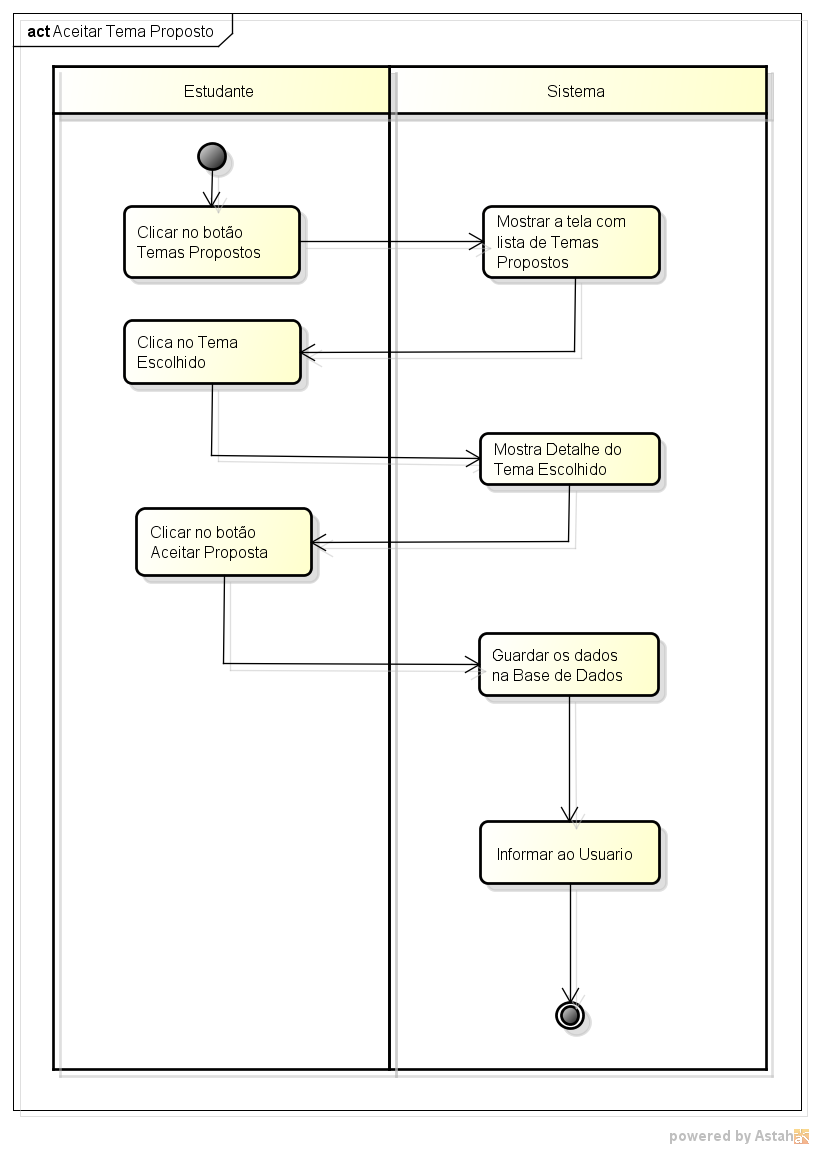 act Aceitar Tema Proposto
Estudante
Sistema
Clicar no botão
Temas Propostos
Mostrar a tela com
lista de Temas
Propostos
Clica no Tema
Escolhido
Mostra Detalhe do
Tema Escolhido
Clicar no botão
Aceitar Proposta
Guardar os dados
na Base de Dados
Informar ao Usuario
powered by Astah